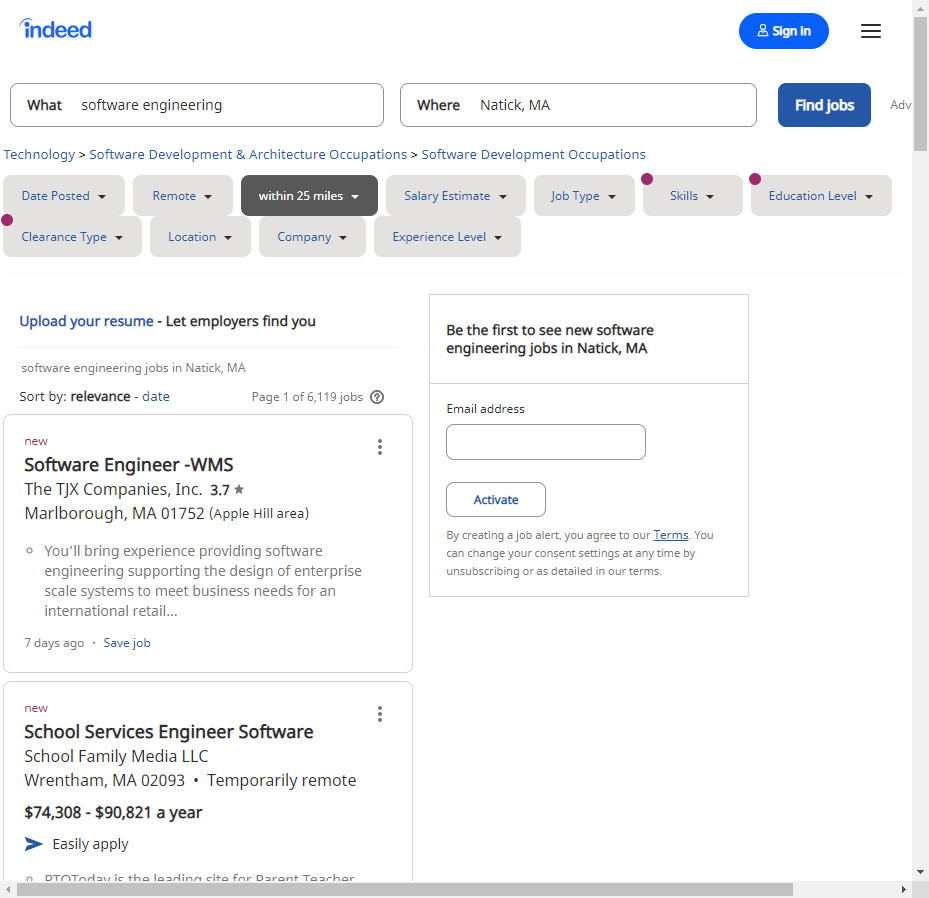 indeed
Sign in
What software engineering
Where Natick, MA
Find jobs
Adv
Technology > Software Development & Architecture Occupations > Software Development Occupations
Date Posted
Remote
within 25 miles
Salary Estimate
Job Type
Skills
Education Level
Clearance Type
Location
Company
Experience Level
Upload your resume - Let employers find you
software engineering jobs in Natick, MA
Sort by: relevance - date
Page 1 of 6,119 jobs
new
Software Engineer -WMS
The TJX Companies, Inc. 3.7 ★
Marlborough, MA 01752 (Apple Hill area)
You’ll bring experience providing software
engineering supporting the design of enterprise
scale systems to meet business needs for an
international retail...
7 days ago · Save job
new
School Services Engineer Software
School Family Media LLC
Wrentham, MA 02093 • Temporarily remote
$74,308 - $90,821 a year
Easily apply
PTOToday is the leading site for Parent Teacher
Be the first to see new software
engineering jobs in Natick, MA
Email address
Activate
By creating a job alert, you agree to our Terms. You
can change your consent settings at any time by
unsubscribing or as detailed in our terms.